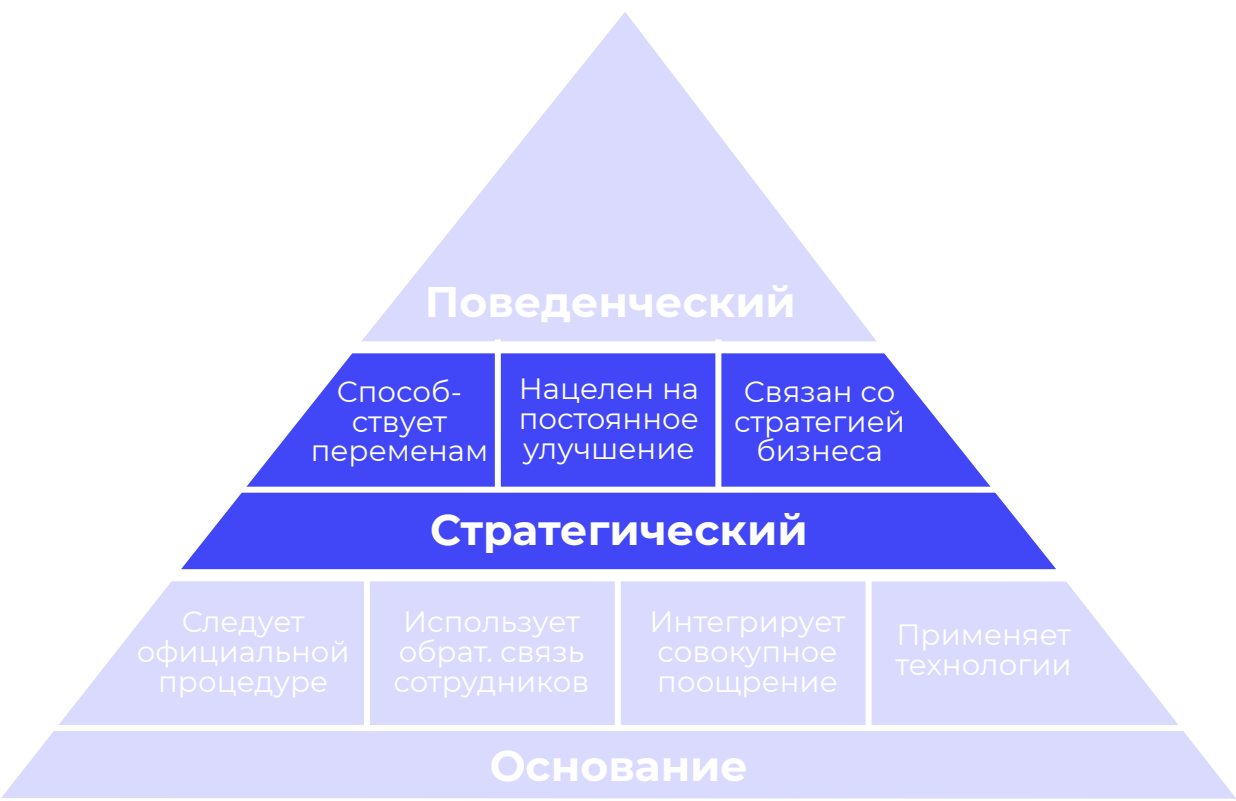 Поведенческий
Способ-
ствует
переменам
Нацелен на
постоянное
улучшение
Связан со
стратегией
бизнеса
Стратегический
Следует
официальной
процедуре
Использует
обрат. связь
сотрудников
Интегрирует
совокупное
поощрение
Применяет
технологии
Основание